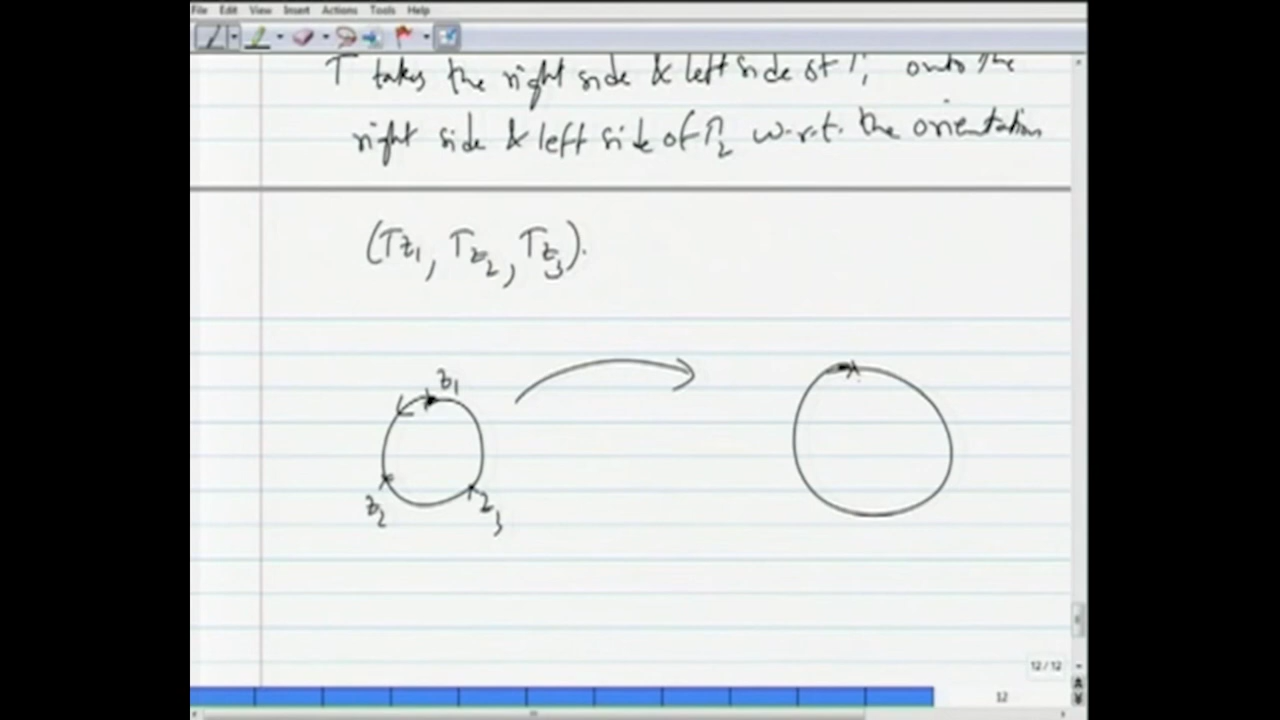 File Edit View Insert Actions Tools Help
T takes the right side & left side of Γ₁ onto the
right side & left side of Γ₂ w.r.t. the orientation
(Tz₁, Tz₂, Tz₃).
z₁
z₂
z₃
12 / 12
12